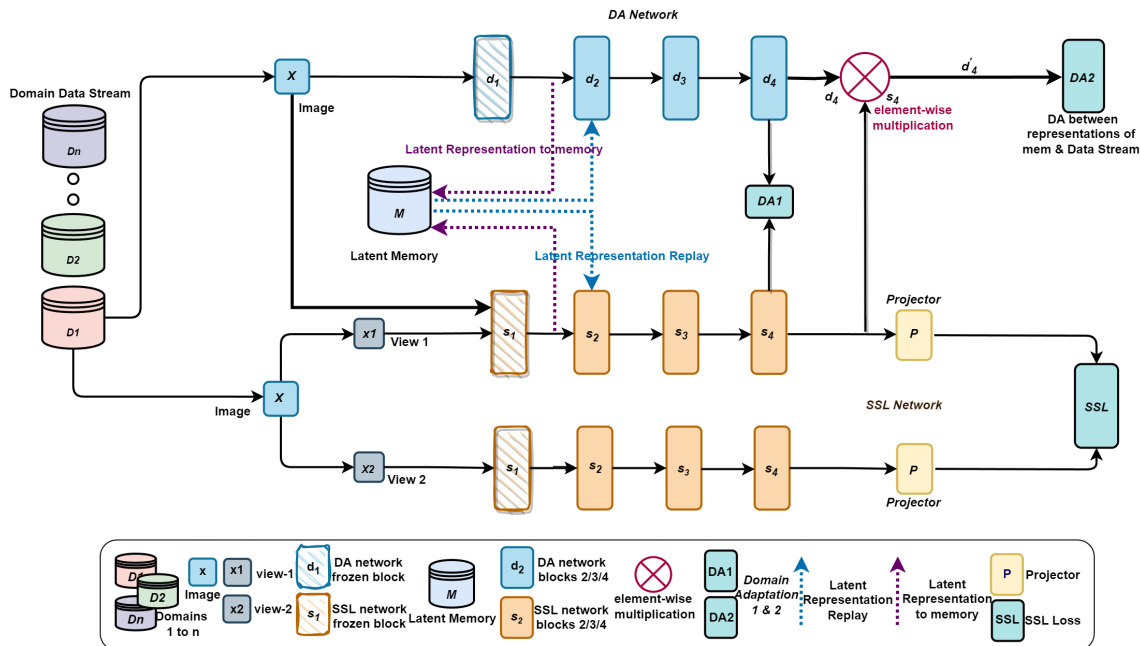 DA Network
Domain Data Stream
Dn
D2
D1
X
Image
d1
d2
d3
d4
d4
s4
d'4
DA2
element-wise
multiplication
DA between
representations of
mem & Data Stream
Latent Representation to memory
M
Latent Memory
DA1
Latent Representation Replay
X
Image
x1
View 1
s1
s2
s3
s4
Projector
P
SSL
SSL Network
X2
View 2
s1
s2
s3
s4
P
Projector
D1
D2
Dn
Domains
1 to n
x
Image
x1
view-1
x2
view-2
d1
DA network
frozen block
s1
SSL network
frozen block
M
Latent Memory
d2
DA network
blocks 2/3/4
s2
SSL network
blocks 2/3/4
element-wise
multiplication
DA1
DA2
Domain
Adaptation
1 & 2
Latent
Representation
Replay
Latent
Representation
to memory
P
Projector
SSL
SSL Loss